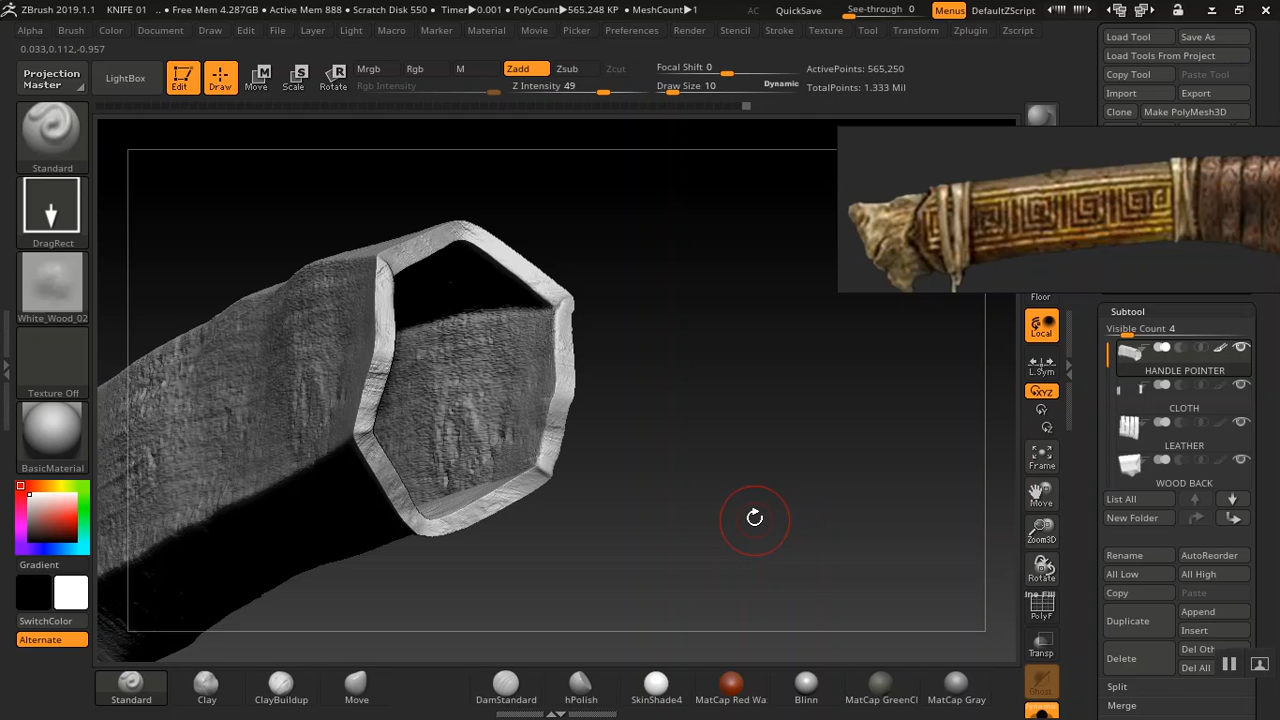 ZBrush 2019.1.1 KNIFE 01 .. • Free Mem 4.287GB • Active Mem 888 • Scratch Disk 550 • Timer▶0.001 • PolyCount▶565.248 KP • MeshCount▶1 AC QuickSave See-through 0 Menus DefaultZScript
Alpha Brush Color Document Draw Edit File Layer Light Macro Marker Material Movie Picker Preferences Render Stencil Stroke Texture Tool Transform Zplugin Zscript
0.033,0.112,-0.957
Projection Master
LightBox
Edit Draw Move Scale Rotate
Mrgb Rgb M Zadd Zsub Zcut
Rgb Intensity Z Intensity 49
Focal Shift 0
Draw Size 10 Dynamic
ActivePoints: 565,250
TotalPoints: 1.333 Mil
Load Tool Save As
Load Tools From Project
Copy Tool Paste Tool
Import Export
Clone Make PolyMesh3D
Standard
DragRect
White_Wood_02
Texture Off
BasicMaterial
Gradient
SwitchColor
Alternate
Floor
Local
L.Sym
XYZ
Frame
Move
Zoom3D
Rotate
PolyF
Transp
Ghost
Subtool
Visible Count 4
HANDLE POINTER
CLOTH
LEATHER
WOOD BACK
List All
New Folder
Rename AutoReorder
All Low All High
Copy Paste
Duplicate Append
Insert
Delete Del Oth
Del All
Split
Merge
Standard Clay ClayBuildup Move DamStandard hPolish SkinShade4 MatCap Red Wa Blinn MatCap GreenCl MatCap Gray